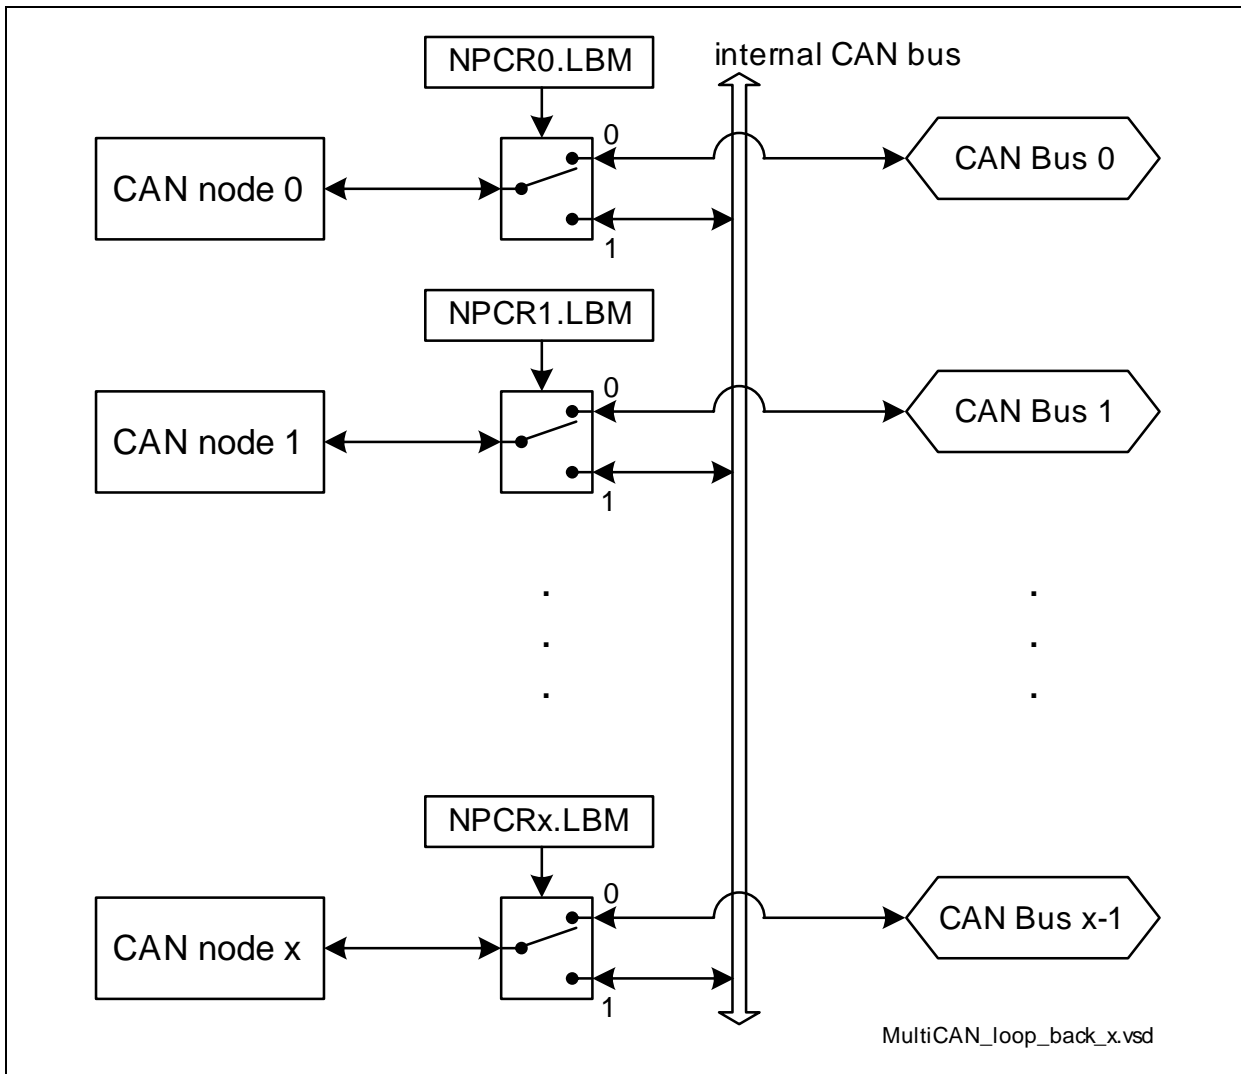 NPCR0.LBM
internal CAN bus
0
CAN node 0
CAN Bus 0
1
NPCR1.LBM
0
CAN node 1
CAN Bus 1
1
.
.
.
.
.
.
NPCRx.LBM
0
CAN node x
CAN Bus x-1
1
MultiCAN_loop_back_x.vsd